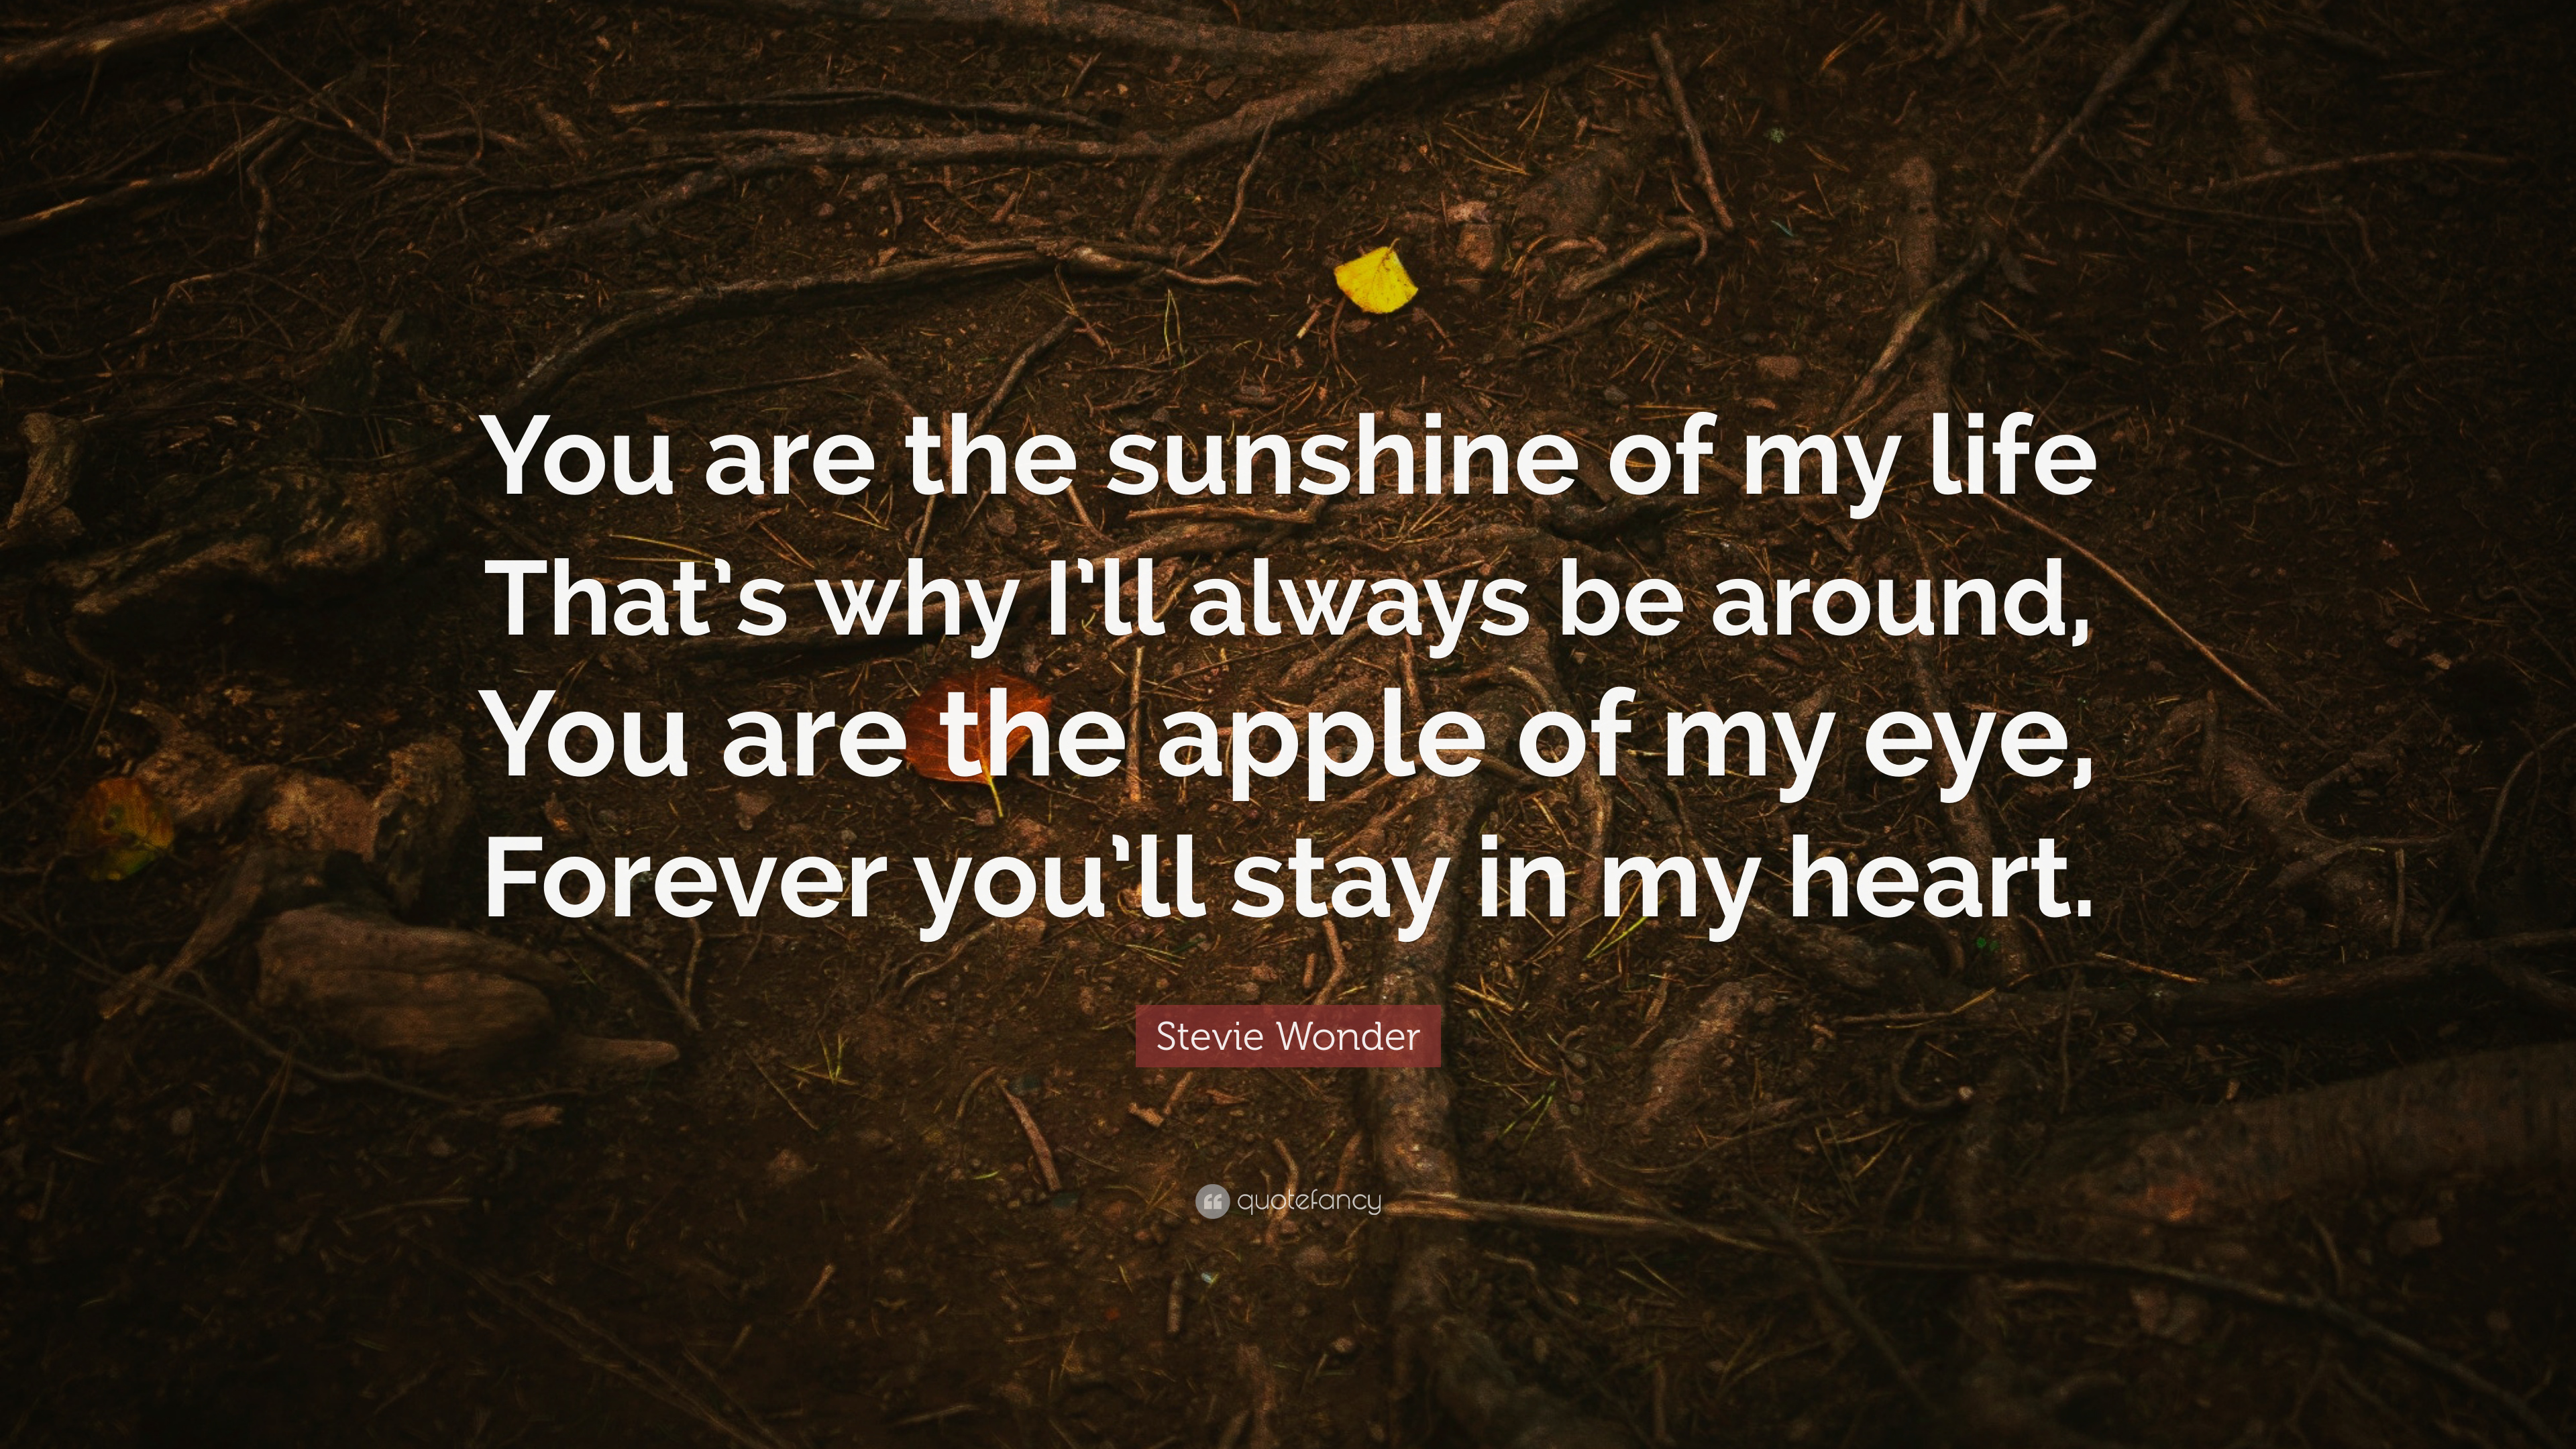 You are the sunshine of my life
That’s why I’ll always be around,
You are the apple of my eye,
Forever you’ll stay in my heart.
Stevie Wonder
quotefancy